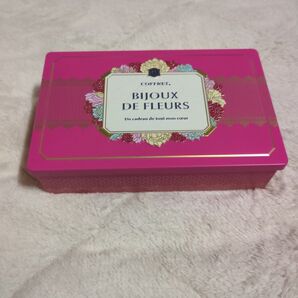 COFFRET.
BIJOUX
DE FLEURS
Un cadeau de tout mon cœur